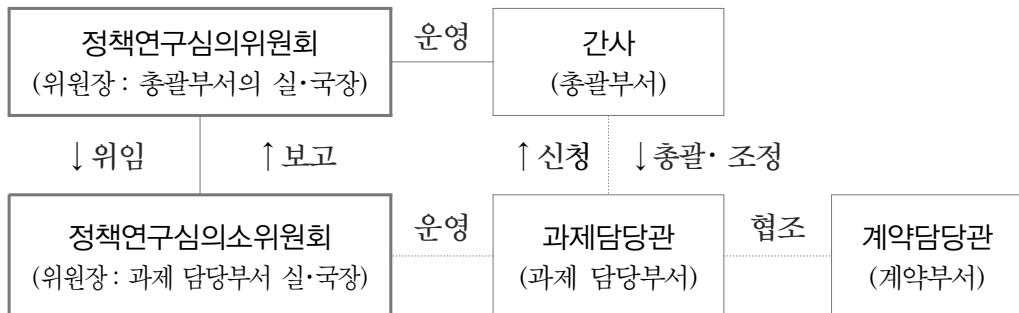 정책연구심의위원회 운영 간사
(위원장 : 총괄부서의 실·국장) (총괄부서)
↓위임 ↑보고 ↑신청 ↓총괄· 조정
정책연구심의소위원회 운영 과제담당관 협조 계약담당관
(위원장 : 과제 담당부서 실·국장) (과제 담당부서) (계약부서)